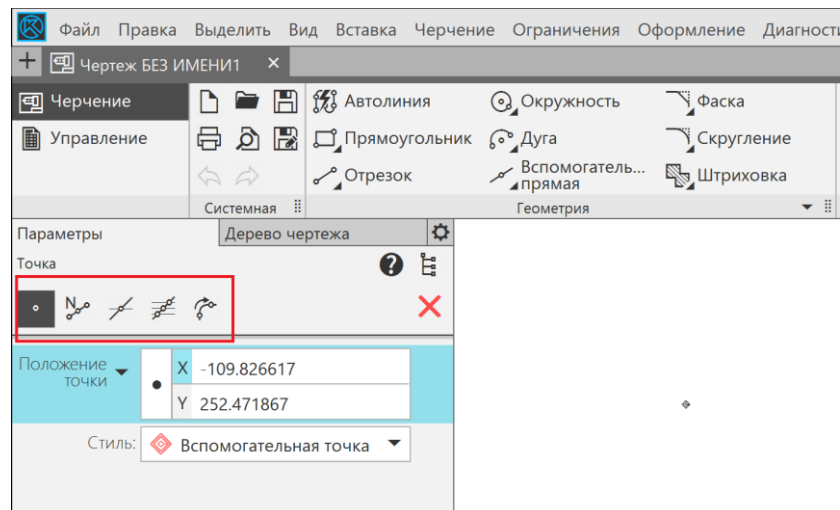 Файл Правка Выделить Вид Вставка Черчение Ограничения Оформление Диагности
Чертеж БЕЗ ИМЕНИ1
Черчение
Управление
Автолиния
Окружность
Фаска
Прямоугольник
Дуга
Скругление
Отрезок
Вспомогатель...
прямая
Штриховка
Системная
Геометрия
Параметры
Дерево чертежа
Точка
N
Положение
точки
X -109.826617
Y 252.471867
Стиль: Вспомогательная точка